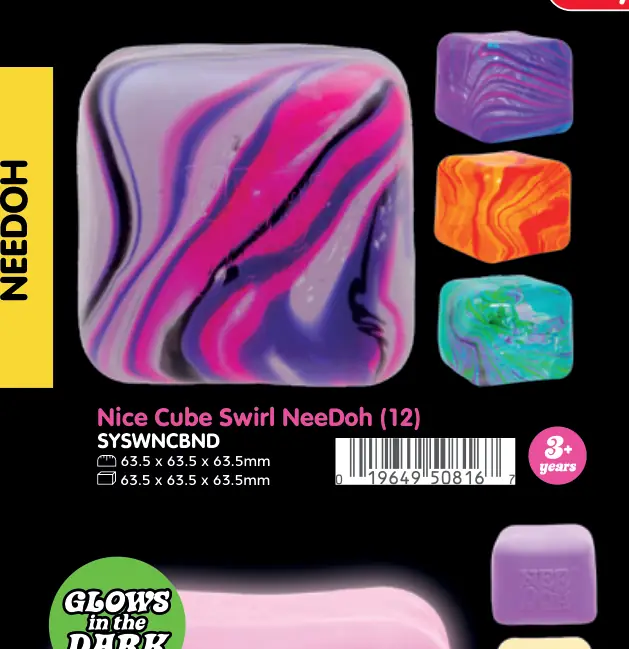 NEEDOH
Nice Cube Swirl NeeDoh (12)
SYSWNCBND
63.5 x 63.5 x 63.5mm
63.5 x 63.5 x 63.5mm
0 19649 50816 7
3+
years
GLOWS
in the
DARK